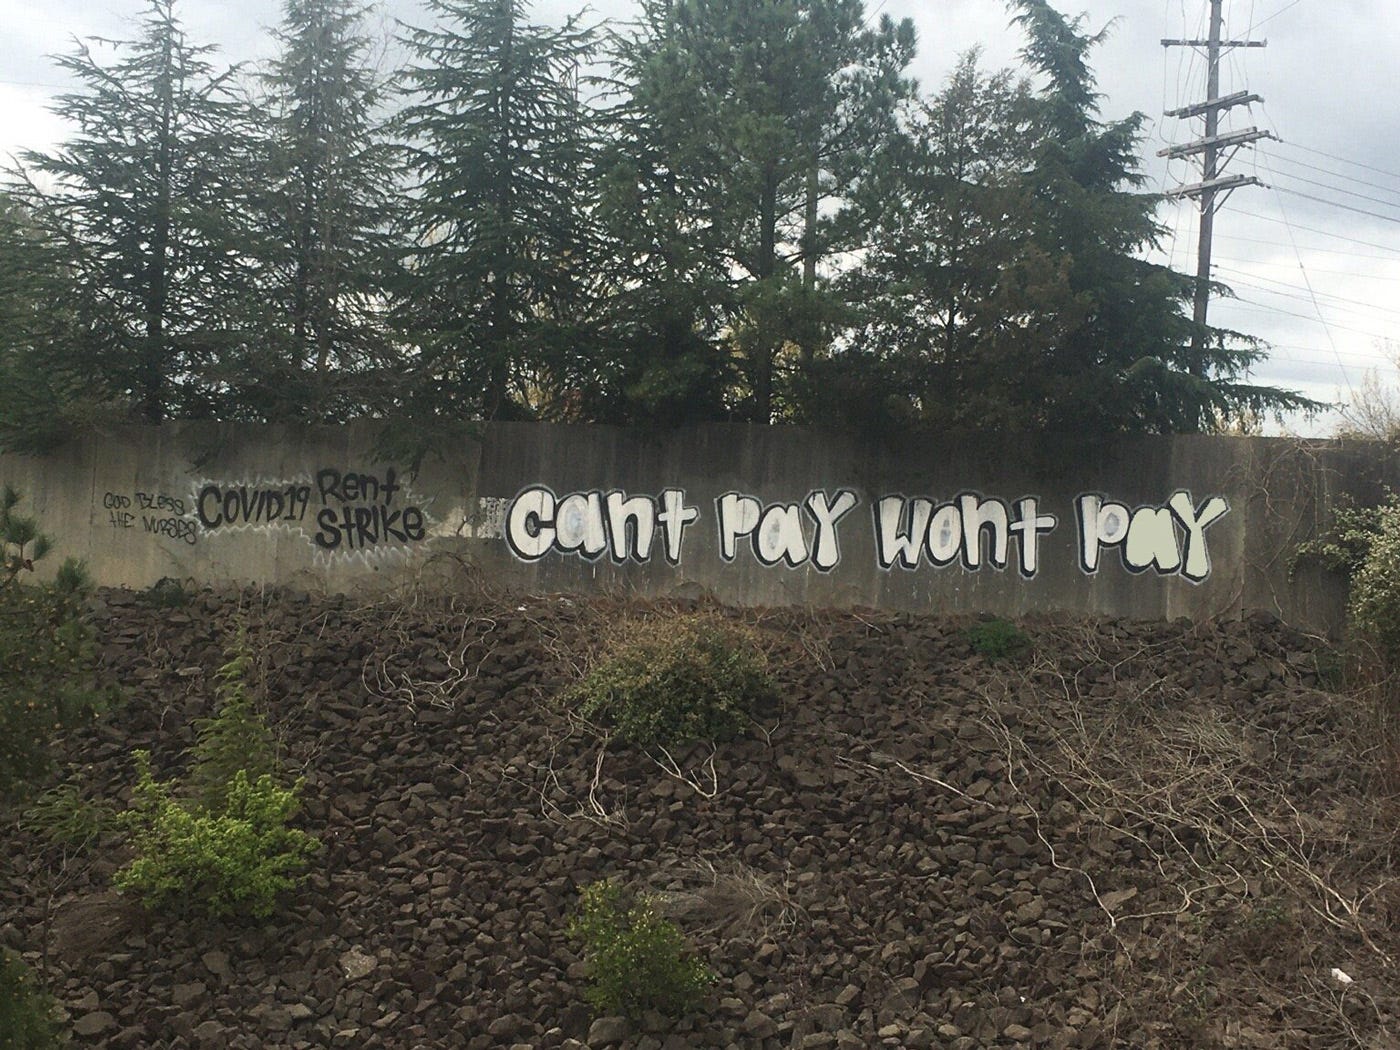 GOD BLESS
THE NURSES
COVID19
Rent
STRIKE
Cant Pay Wont Pay